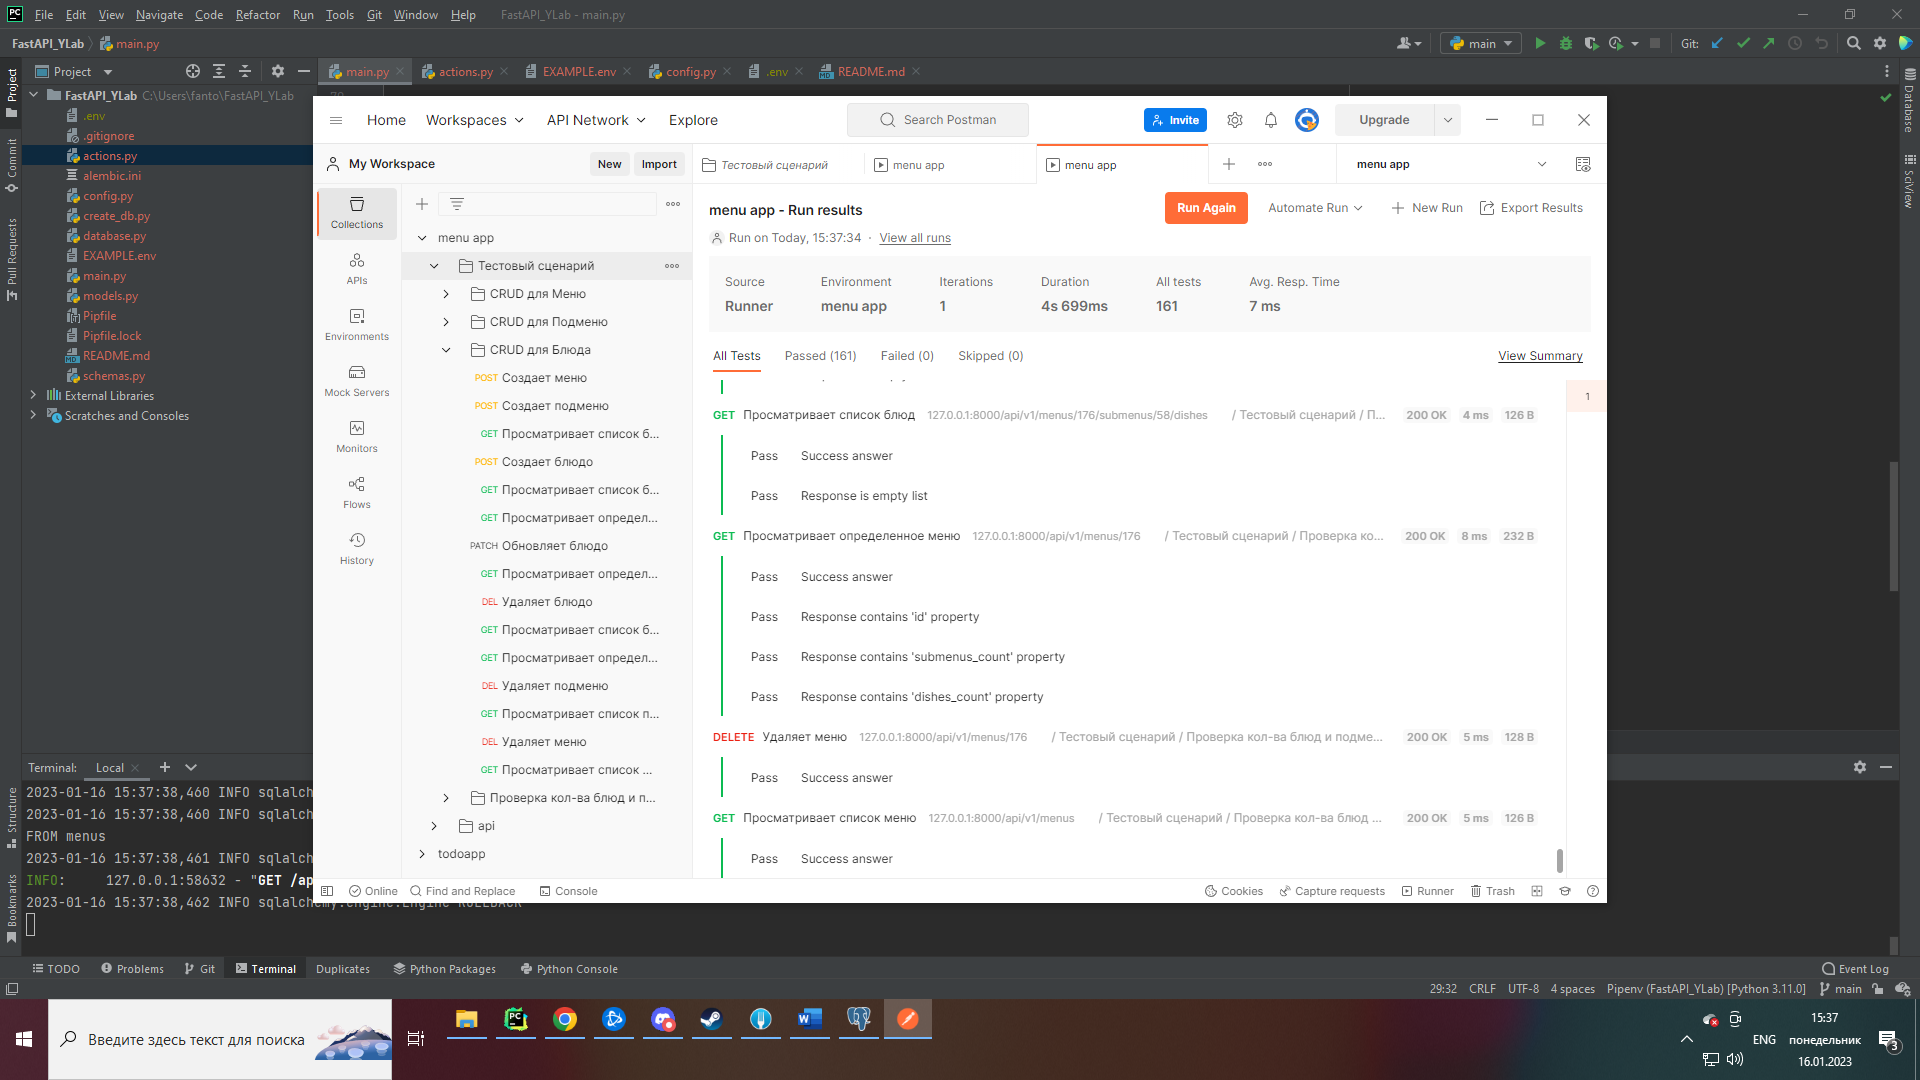 PC File Edit View Navigate Code Refactor Run Tools Git Window Help FastAPI_YLab - main.py
FastAPI_YLab main.py main Git:
Project main.py actions.py EXAMPLE.env config.py .env README.md
Project
Commit
Pull Requests
Structure
Bookmarks
Database
SciView
FastAPI_YLab C:\Users\fanto\FastAPI_YLab
.env
.gitignore
actions.py
alembic.ini
config.py
create_db.py
database.py
EXAMPLE.env
main.py
models.py
Pipfile
Pipfile.lock
README.md
schemas.py
External Libraries
Scratches and Consoles
Home Workspaces API Network Explore Search Postman Invite Upgrade
My Workspace New Import Тестовый сценарий menu app menu app menu app
Collections
APIs
Environments
Mock Servers
Monitors
Flows
History
menu app
Тестовый сценарий
CRUD для Меню
CRUD для Подменю
CRUD для Блюда
POST Создает меню
POST Создает подменю
GET Просматривает список б...
POST Создает блюдо
GET Просматривает список б...
GET Просматривает определ...
PATCH Обновляет блюдо
GET Просматривает определ...
DEL Удаляет блюдо
GET Просматривает список б...
GET Просматривает определ...
DEL Удаляет подменю
GET Просматривает список п...
DEL Удаляет меню
GET Просматривает список ...
Проверка кол-ва блюд и п...
api
todoapp
menu app - Run results Run Again Automate Run New Run Export Results
Run on Today, 15:37:34 · View all runs
Source Environment Iterations Duration All tests Avg. Resp. Time
Runner menu app 1 4s 699ms 161 7 ms
All Tests Passed (161) Failed (0) Skipped (0) View Summary
1
GET Просматривает список блюд 127.0.0.1:8000/api/v1/menus/176/submenus/58/dishes / Тестовый сценарий / П... 200 OK 4 ms 126 B
Pass Success answer
Pass Response is empty list
GET Просматривает определенное меню 127.0.0.1:8000/api/v1/menus/176 / Тестовый сценарий / Проверка ко... 200 OK 8 ms 232 B
Pass Success answer
Pass Response contains 'id' property
Pass Response contains 'submenus_count' property
Pass Response contains 'dishes_count' property
DELETE Удаляет меню 127.0.0.1:8000/api/v1/menus/176 / Тестовый сценарий / Проверка кол-ва блюд и подме... 200 OK 5 ms 128 B
Pass Success answer
GET Просматривает список меню 127.0.0.1:8000/api/v1/menus / Тестовый сценарий / Проверка кол-ва блюд ... 200 OK 5 ms 126 B
Pass Success answer
Online Find and Replace Console Cookies Capture requests Runner Trash
Terminal: Local
2023-01-16 15:37:38,460 INFO sqlalch
2023-01-16 15:37:38,460 INFO sqlalch
FROM menus
2023-01-16 15:37:38,461 INFO sqlalch
INFO: 127.0.0.1:58632 - "GET /ap
2023-01-16 15:37:38,462 INFO sqlalchemy.engine.Engine ROLLBACK
TODO Problems Git Terminal Duplicates Python Packages Python Console Event Log
29:32 CRLF UTF-8 4 spaces Pipenv (FastAPI_YLab) [Python 3.11.0] main
Введите здесь текст для поиска
15:37
ENG понедельник
16.01.2023
3